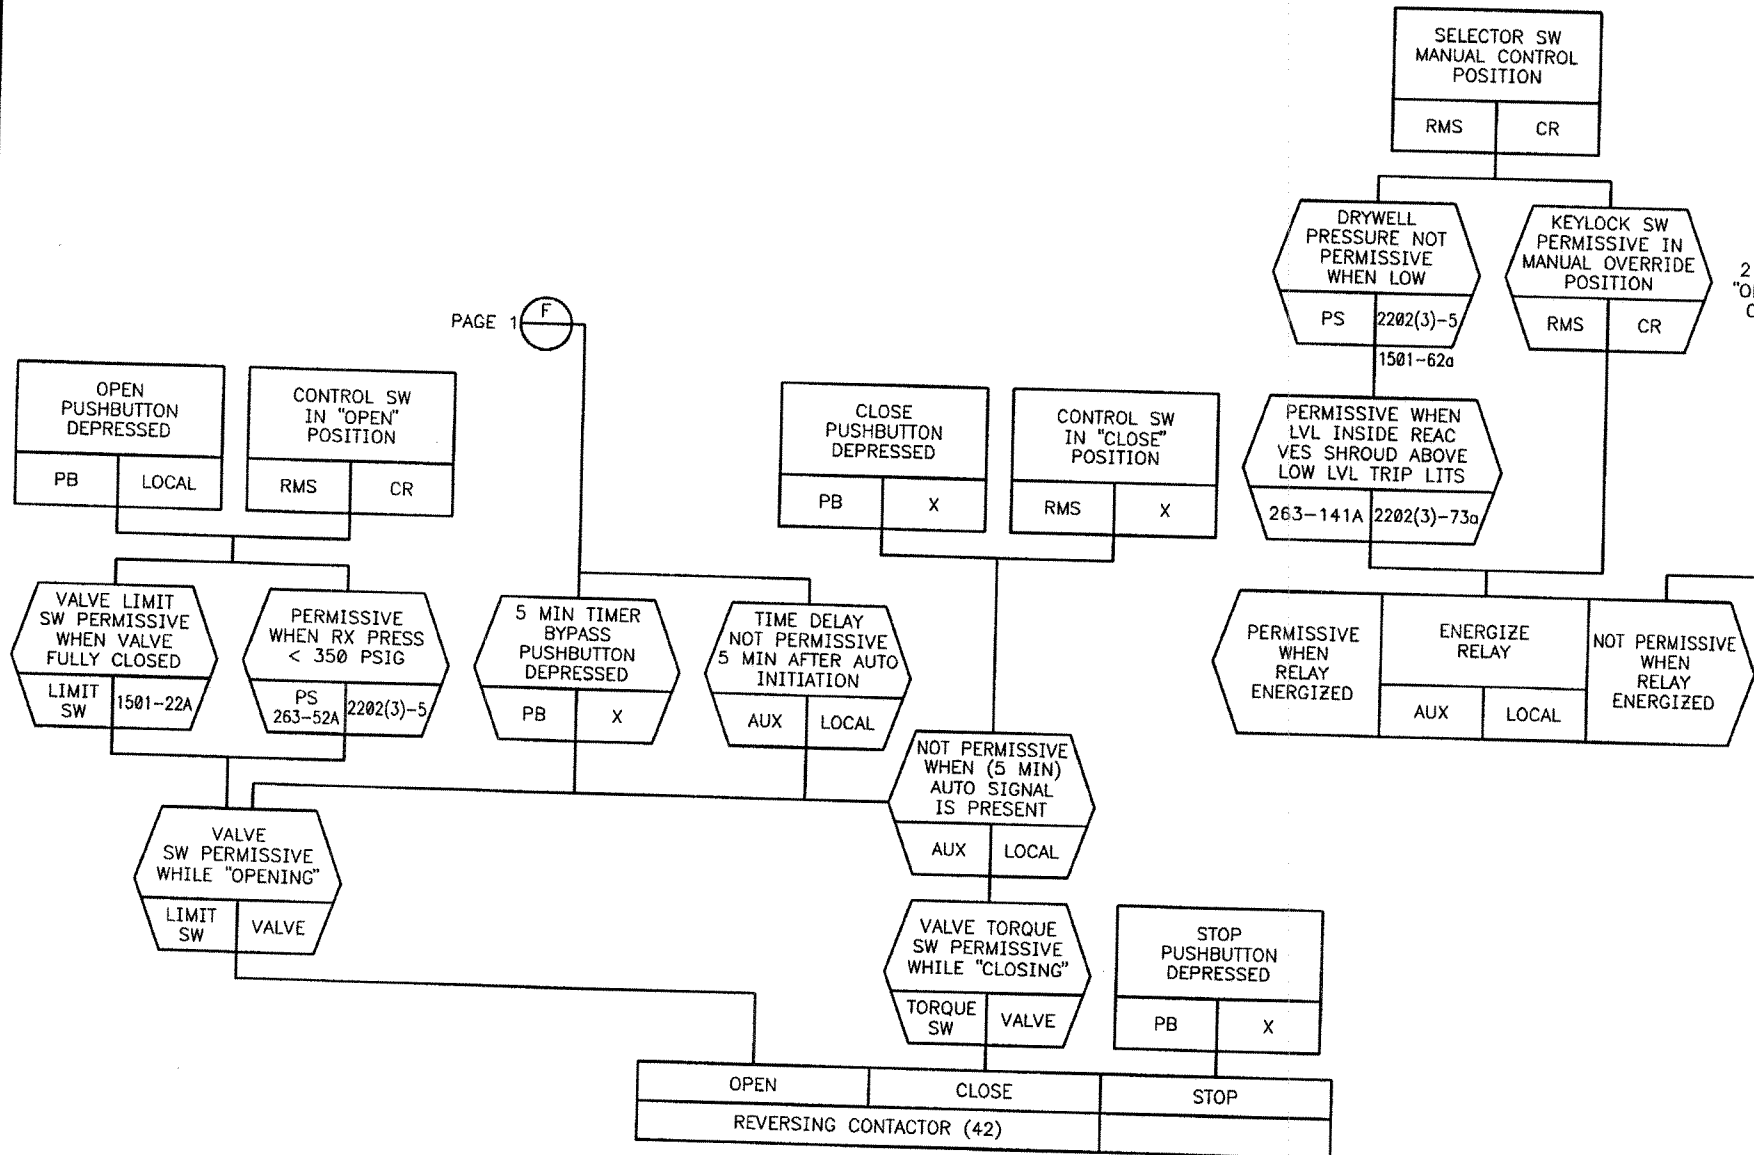 SELECTOR SW
MANUAL CONTROL
POSITION
RMS CR
DRYWELL
PRESSURE NOT
PERMISSIVE
WHEN LOW
PS 2202(3)-5
1501-62a
KEYLOCK SW
PERMISSIVE IN
MANUAL OVERRIDE
POSITION
RMS CR
2
PAGE 1 F
OPEN
PUSHBUTTON
DEPRESSED
PB LOCAL
CONTROL SW
IN "OPEN"
POSITION
RMS CR
CLOSE
PUSHBUTTON
DEPRESSED
PB X
CONTROL SW
IN "CLOSE"
POSITION
RMS X
PERMISSIVE WHEN
LVL INSIDE REAC
VES SHROUD ABOVE
LOW LVL TRIP LITS
263-141A 2202(3)-73a
VALVE LIMIT
SW PERMISSIVE
WHEN VALVE
FULLY CLOSED
LIMIT
SW
1501-22A
PERMISSIVE
WHEN RX PRESS
< 350 PSIG
PS
263-52A
2202(3)-5
5 MIN TIMER
BYPASS
PUSHBUTTON
DEPRESSED
PB X
TIME DELAY
NOT PERMISSIVE
5 MIN AFTER AUTO
INITIATION
AUX LOCAL
PERMISSIVE
WHEN
RELAY
ENERGIZED
ENERGIZE
RELAY
AUX LOCAL
NOT PERMISSIVE
WHEN
RELAY
ENERGIZED
NOT PERMISSIVE
WHEN (5 MIN)
AUTO SIGNAL
IS PRESENT
AUX LOCAL
VALVE
SW PERMISSIVE
WHILE "OPENING"
LIMIT
SW
VALVE
VALVE TORQUE
SW PERMISSIVE
WHILE "CLOSING"
TORQUE
SW
VALVE
STOP
PUSHBUTTON
DEPRESSED
PB X
OPEN CLOSE STOP
REVERSING CONTACTOR (42)